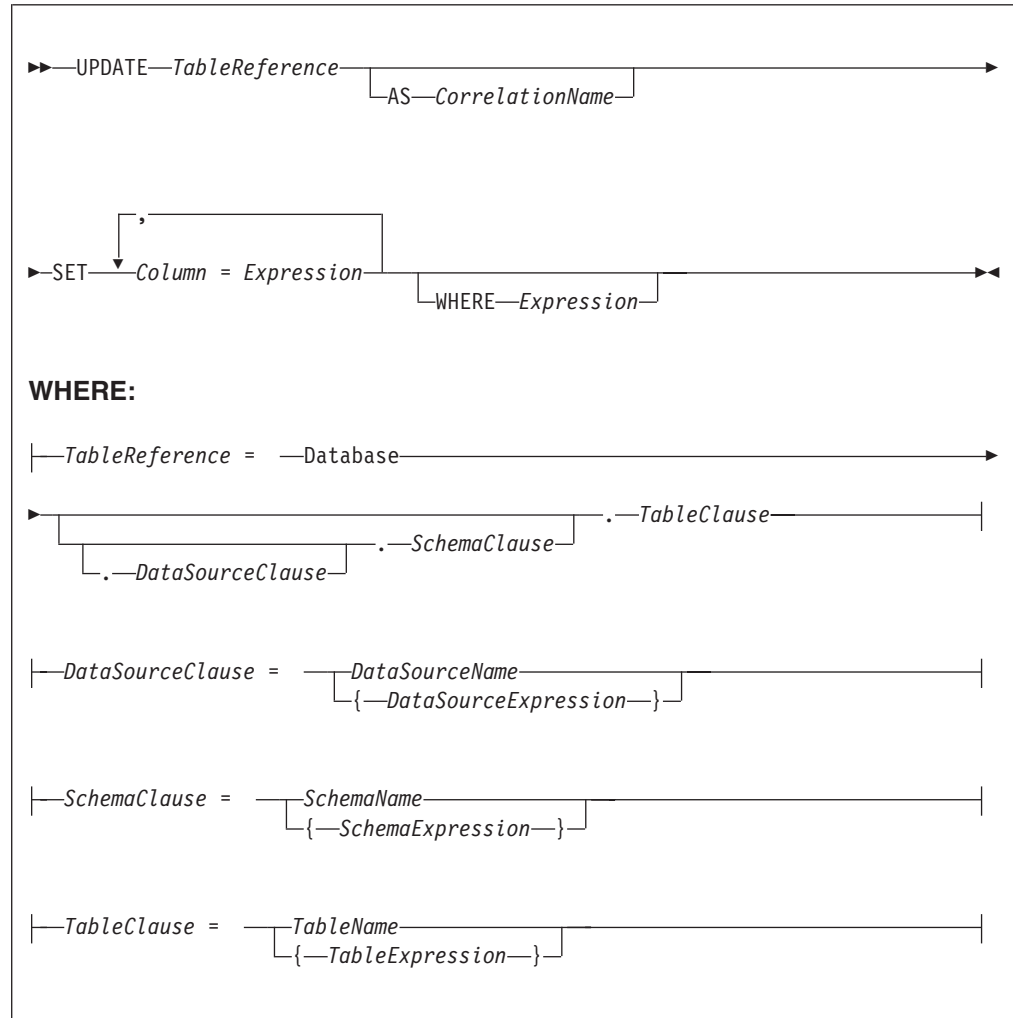 UPDATE TableReference
AS CorrelationName
,
SET Column = Expression
WHERE Expression
WHERE:
TableReference = Database
. TableClause
. SchemaClause
. DataSourceClause
DataSourceClause = DataSourceName
{ DataSourceExpression }
SchemaClause = SchemaName
{ SchemaExpression }
TableClause = TableName
{ TableExpression }